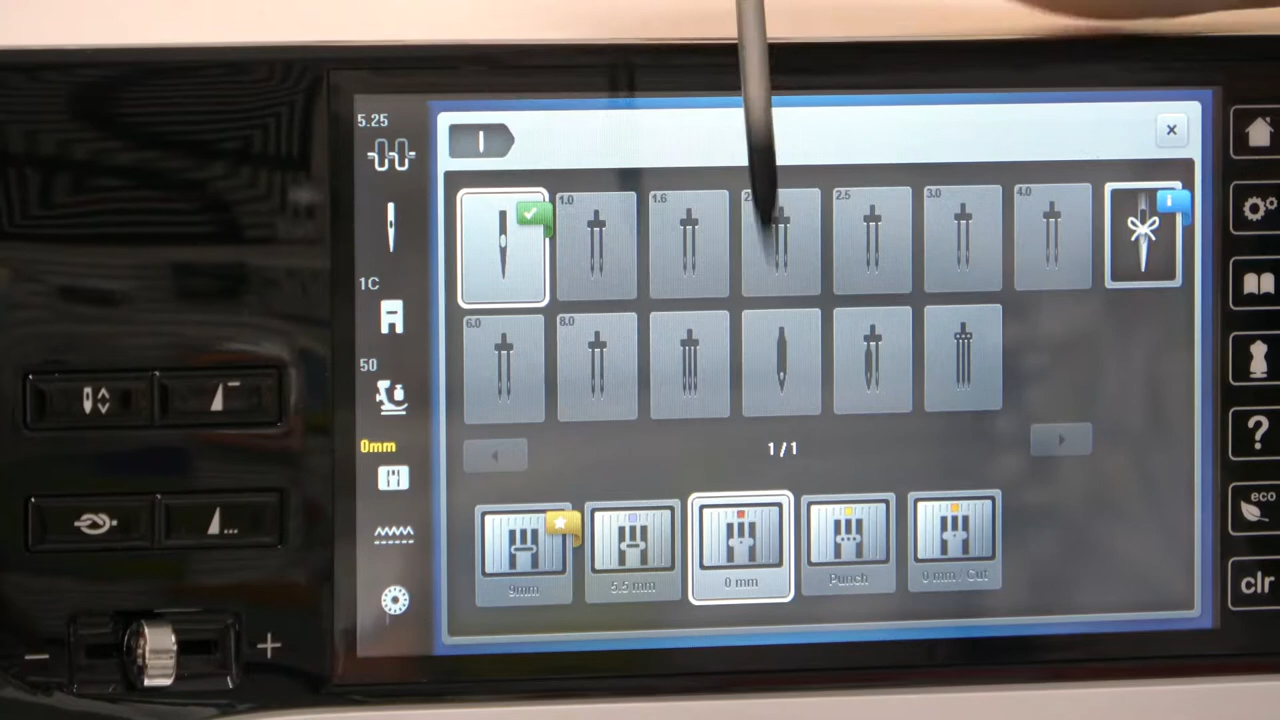 5.25
1C
50
0mm
×
1.0
1.6
2.5
3.0
4.0
i
6.0
8.0
1/1
9mm
5.5 mm
0 mm
Punch
0 mm / Cut
?
eco
clr
- +